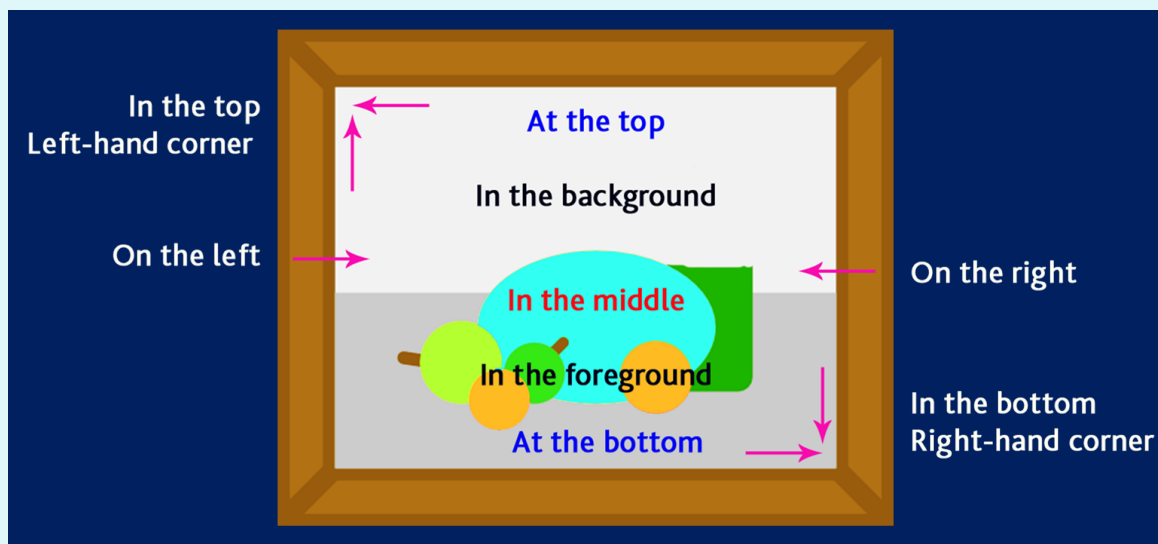 In the top
Left-hand corner
At the top
In the background
On the left
On the right
In the middle
In the foreground
In the bottom
Right-hand corner
At the bottom